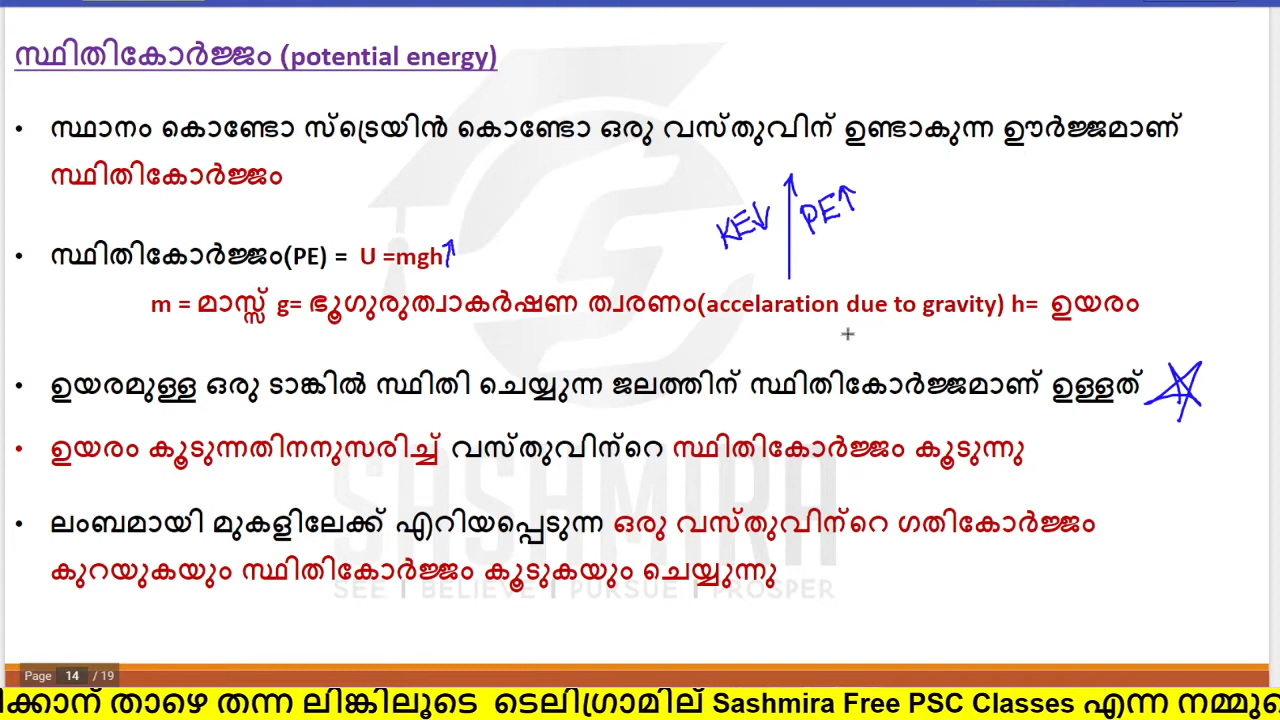 സ്ഥിതികോർജ്ജം (potential energy)
• സ്ഥാനം കൊണ്ടോ സ്ട്രെയിൻ കൊണ്ടോ ഒരു വസ്തുവിന് ഉണ്ടാകുന്ന ഊർജ്ജമാണ്
സ്ഥിതികോർജ്ജം
KE↓ PE↑
• സ്ഥിതികോർജ്ജം(PE) = U =mgh↑
m = മാസ്സ് g= ഭൂഗുരുത്വാകർഷണ ത്വരണം(accelaration due to gravity) h= ഉയരം
• ഉയരമുള്ള ഒരു ടാങ്കിൽ സ്ഥിതി ചെയ്യുന്ന ജലത്തിന് സ്ഥിതികോർജ്ജമാണ് ഉള്ളത്
• ഉയരം കൂടുന്നതിനനുസരിച്ച് വസ്തുവിന്റെ സ്ഥിതികോർജ്ജം കൂടുന്നു
• ലംബമായി മുകളിലേക്ക് എറിയപ്പെടുന്ന ഒരു വസ്തുവിന്റെ ഗതികോർജ്ജം
കുറയുകയും സ്ഥിതികോർജ്ജം കൂടുകയും ചെയ്യുന്നു
SASHMIRA
SEE | BELIEVE | PURSUE | PROSPER
Page 14 / 19
ിക്കാന് താഴെ തന്ന ലിങ്കിലൂടെ ടെലിഗ്രാമില് Sashmira Free PSC Classes എന്ന നമ്മുടെ